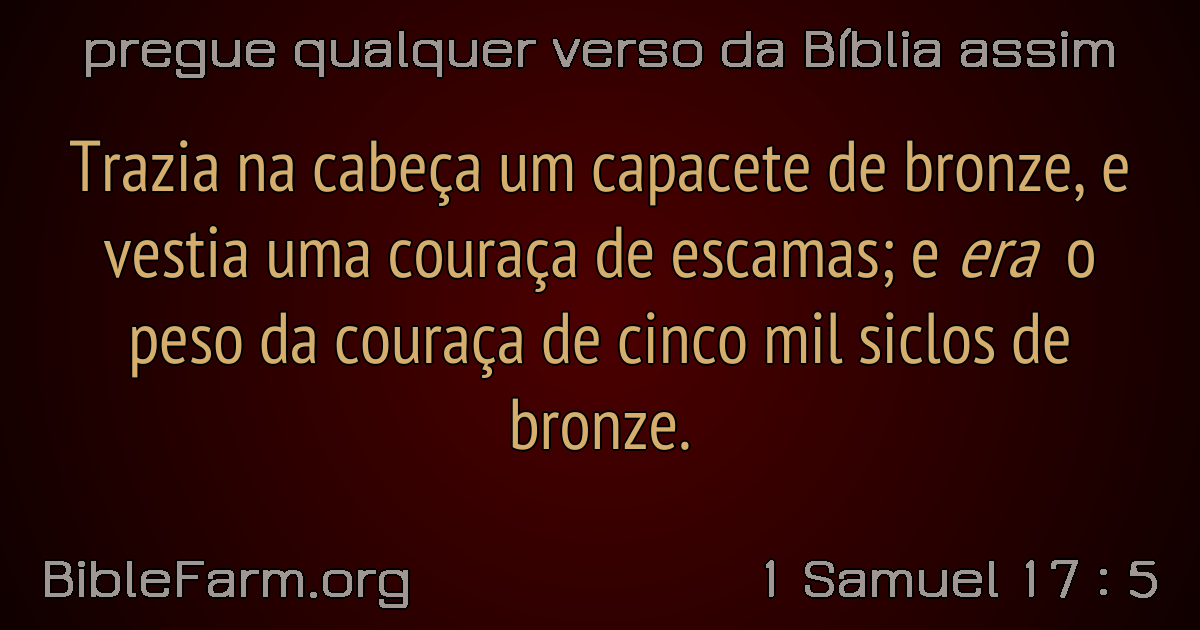 pregue qualquer verso da Bíblia assim
Trazia na cabeça um capacete de bronze, e
vestia uma couraça de escamas; e era o
peso da couraça de cinco mil siclos de
bronze.
BibleFarm.org
1 Samuel 17 : 5